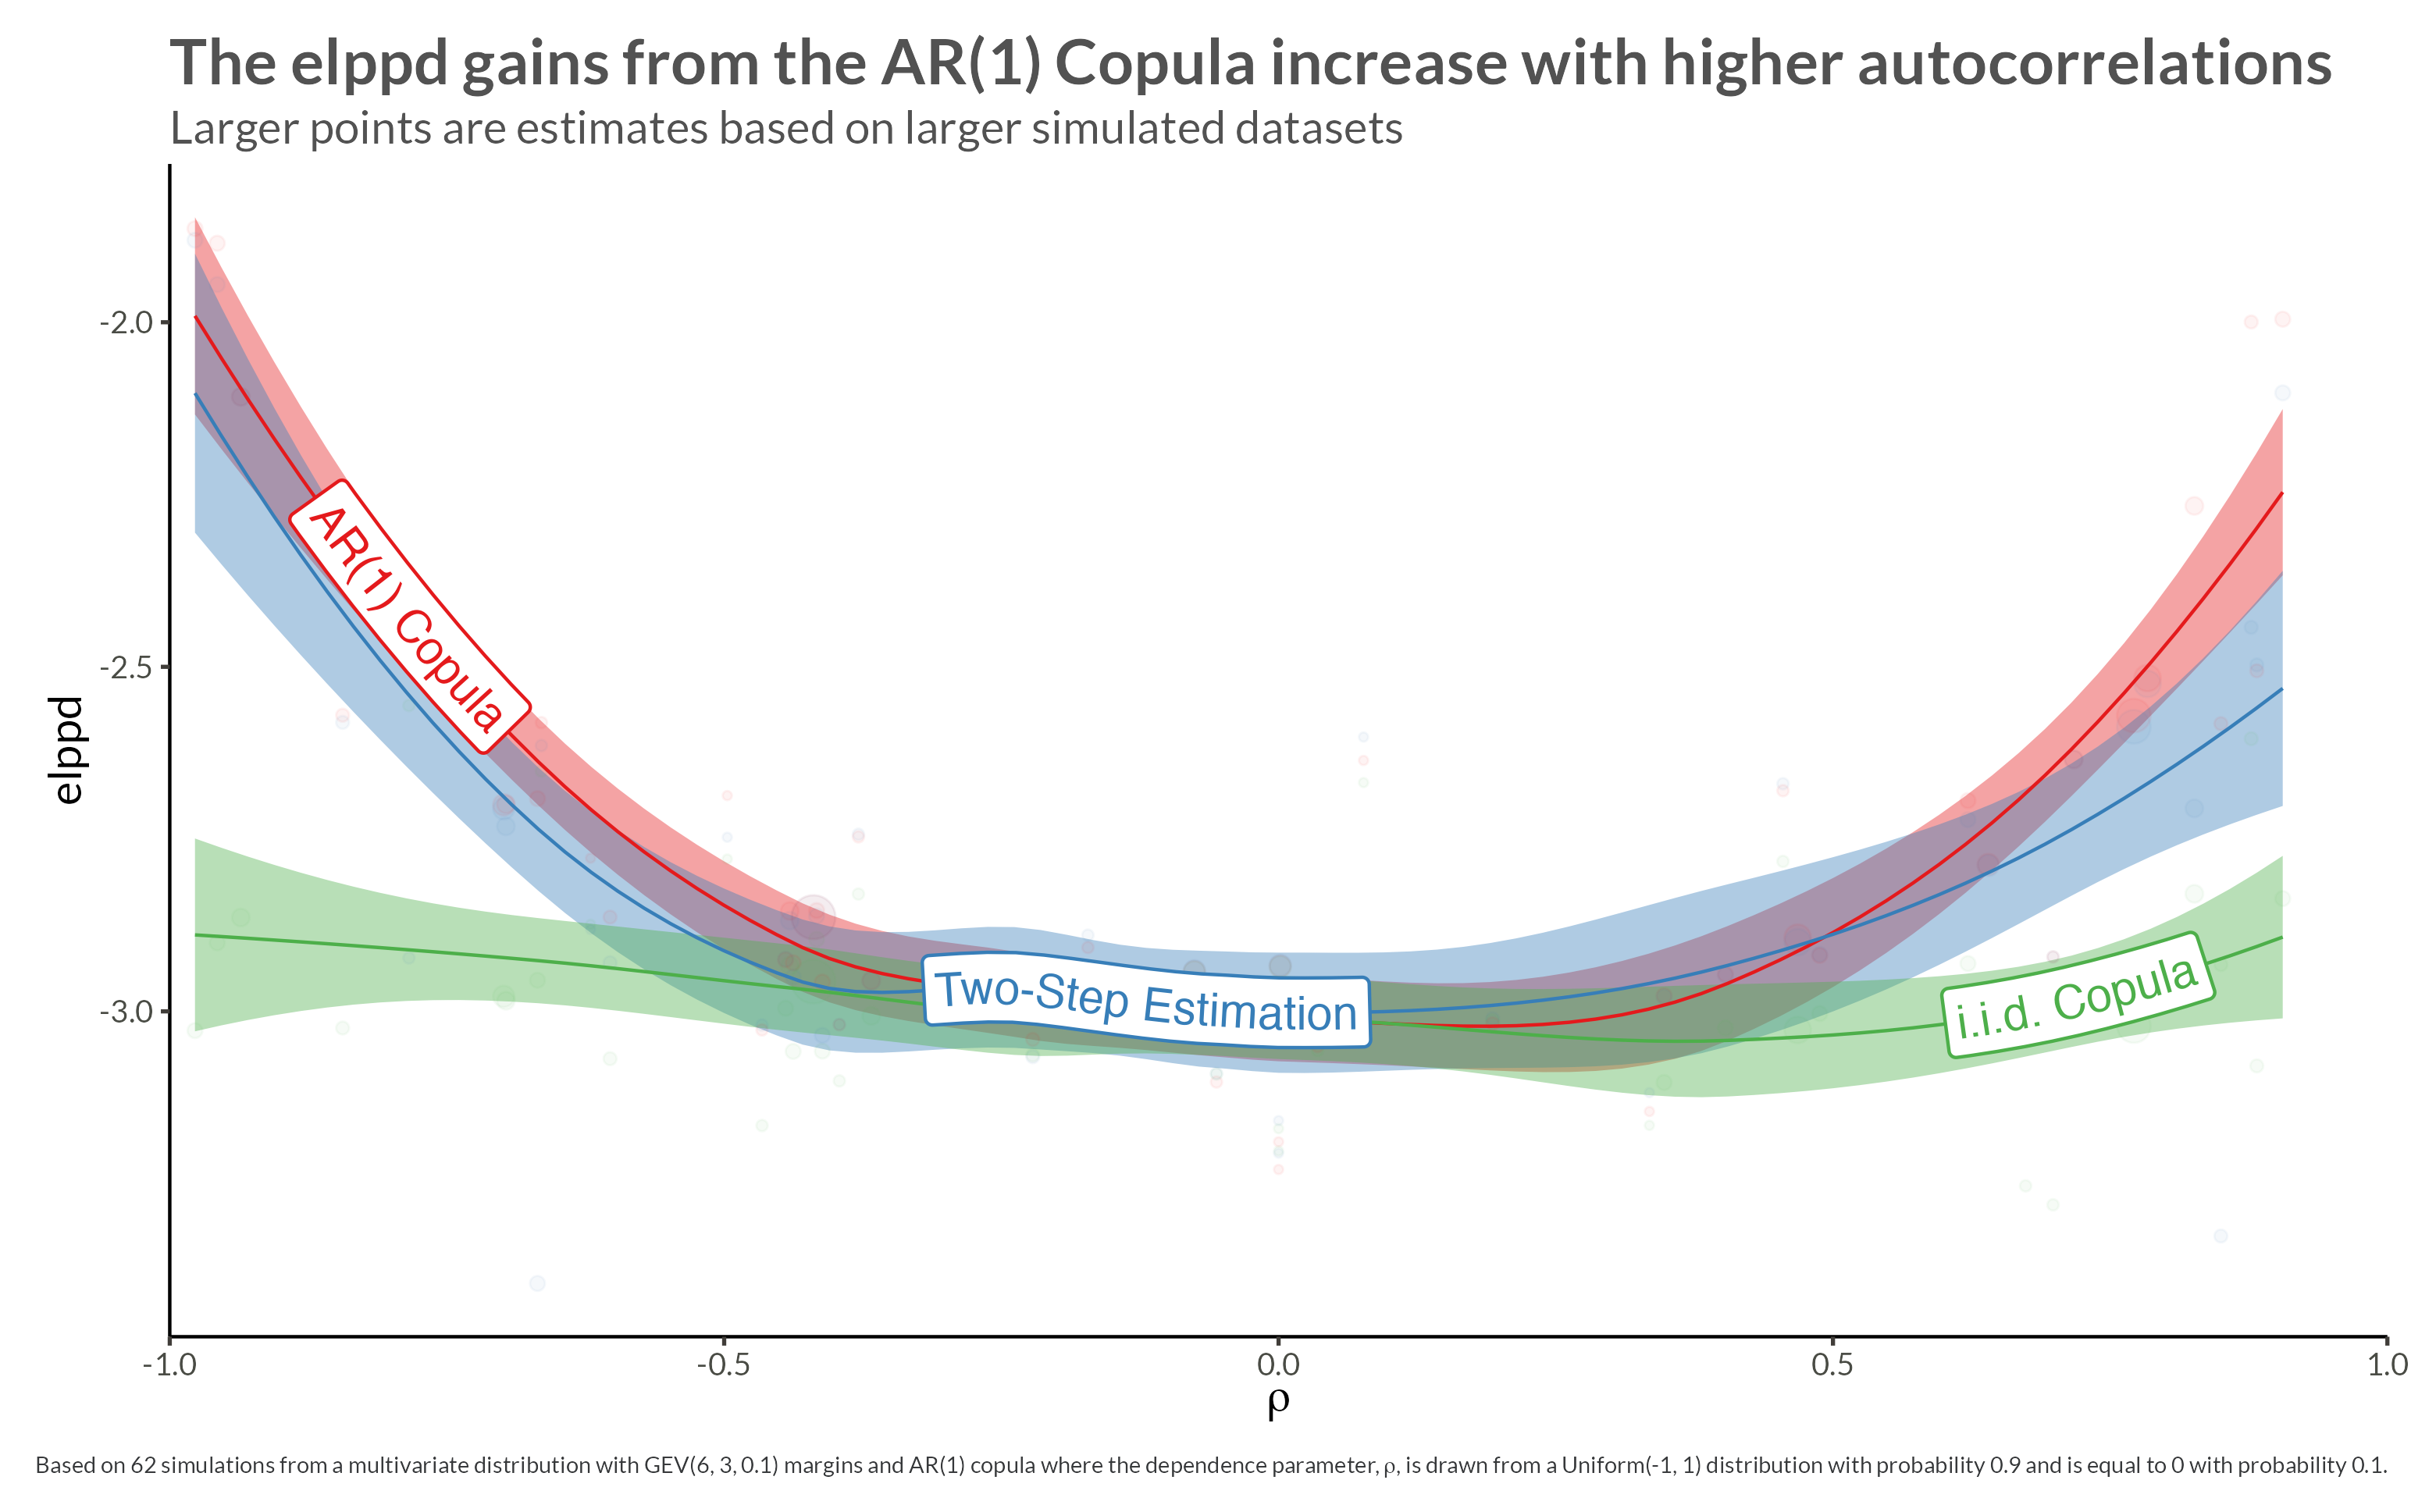 The elppd gains from the AR(1) Copula increase with higher autocorrelations
Larger points are estimates based on larger simulated datasets
-2.0
-2.5
-3.0
elppd
AR(1) Copula
Two-Step Estimation
i.i.d. Copula
-1.0 -0.5 0.0 0.5 1.0
ρ
Based on 62 simulations from a multivariate distribution with GEV(6, 3, 0.1) margins and AR(1) copula where the dependence parameter, ρ, is drawn from a Uniform(-1, 1) distribution with probability 0.9 and is equal to 0 with probability 0.1.